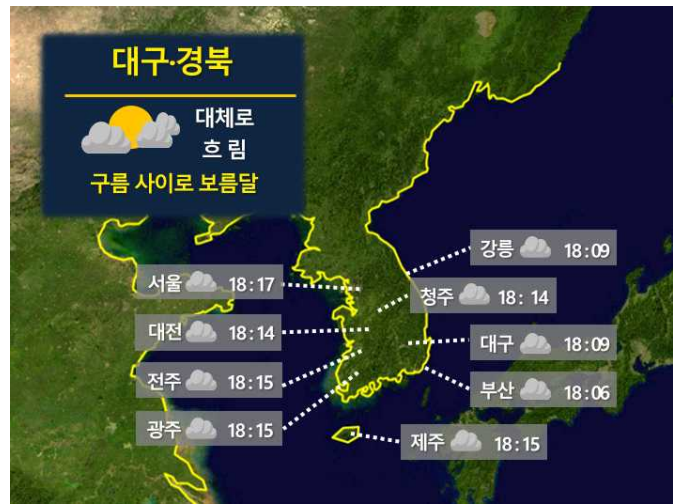 대구·경북
대체로
흐 림
구름 사이로 보름달
강릉 18:09
서울 18:17
청주 18: 14
대전 18:14
대구 18:09
전주 18:15
부산 18:06
광주 18:15
제주 18:15